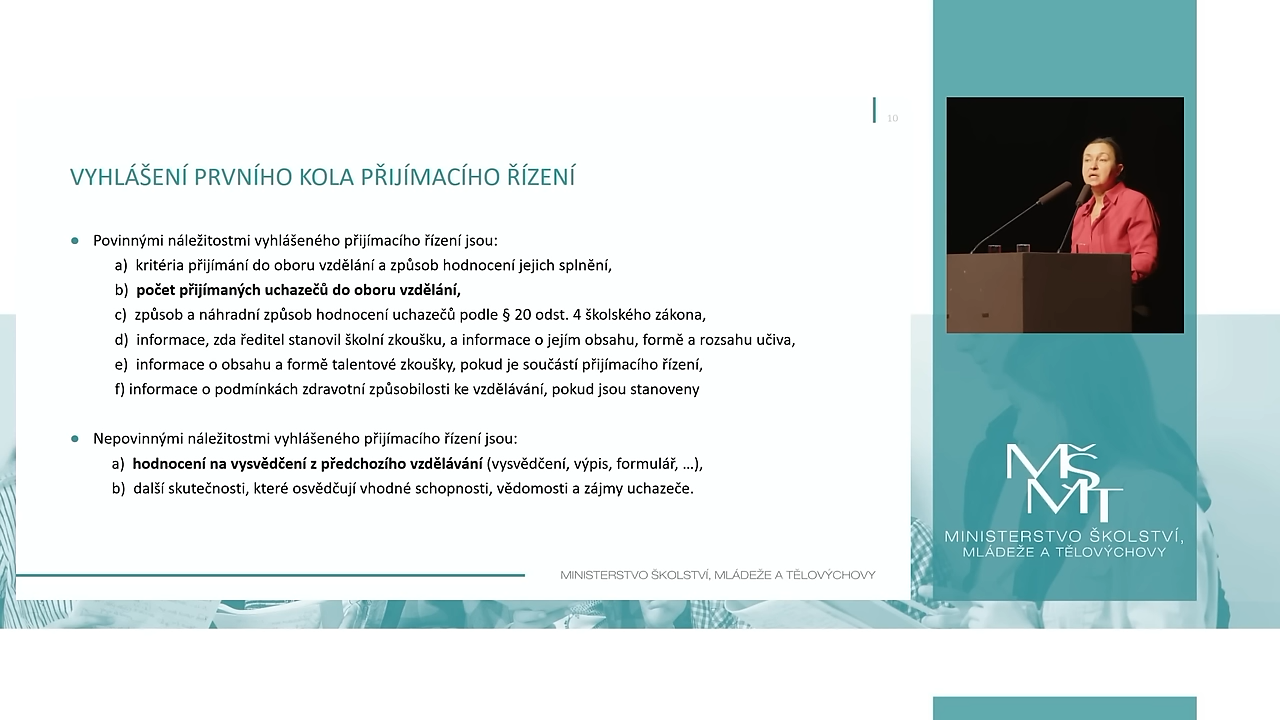 10
VYHLÁŠENÍ PRVNÍHO KOLA PŘIJÍMACÍHO ŘÍZENÍ
● Povinnými náležitostmi vyhlášeného přijímacího řízení jsou:
a) kritéria přijímání do oboru vzdělání a způsob hodnocení jejich splnění,
b) počet přijímaných uchazečů do oboru vzdělání,
c) způsob a náhradní způsob hodnocení uchazečů podle § 20 odst. 4 školského zákona,
d) informace, zda ředitel stanovil školní zkoušku, a informace o jejím obsahu, formě a rozsahu učiva,
e) informace o obsahu a formě talentové zkoušky, pokud je součástí přijímacího řízení,
f) informace o podmínkách zdravotní způsobilosti ke vzdělávání, pokud jsou stanoveny
● Nepovinnými náležitostmi vyhlášeného přijímacího řízení jsou:
a) hodnocení na vysvědčení z předchozího vzdělávání (vysvědčení, výpis, formulář, …),
b) další skutečnosti, které osvědčují vhodné schopnosti, vědomosti a zájmy uchazeče.
MINISTERSTVO ŠKOLSTVÍ, MLÁDEŽE A TĚLOVÝCHOVY
MŠ
MT
MINISTERSTVO ŠKOLSTVÍ,
MLÁDEŽE A TĚLOVÝCHOVY